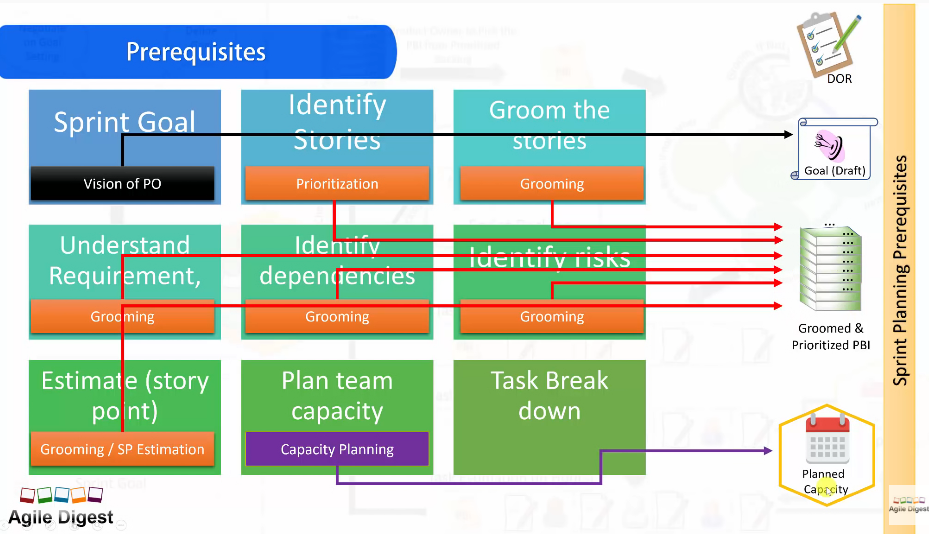 Prerequisites
DOR
Sprint Goal
Vision of PO
Identify
Stories
Prioritization
Groom the
stories
Grooming
Goal (Draft)
Understand
Requirement,
Grooming
Identify
dependencies
Grooming
Identify risks
Grooming
Groomed &
Prioritized PBI
Estimate (story
point)
Grooming / SP Estimation
Plan team
capacity
Capacity Planning
Task Break
down
Planned
Capacity
Sprint Planning Prerequisites
Agile Digest
Agile Digest